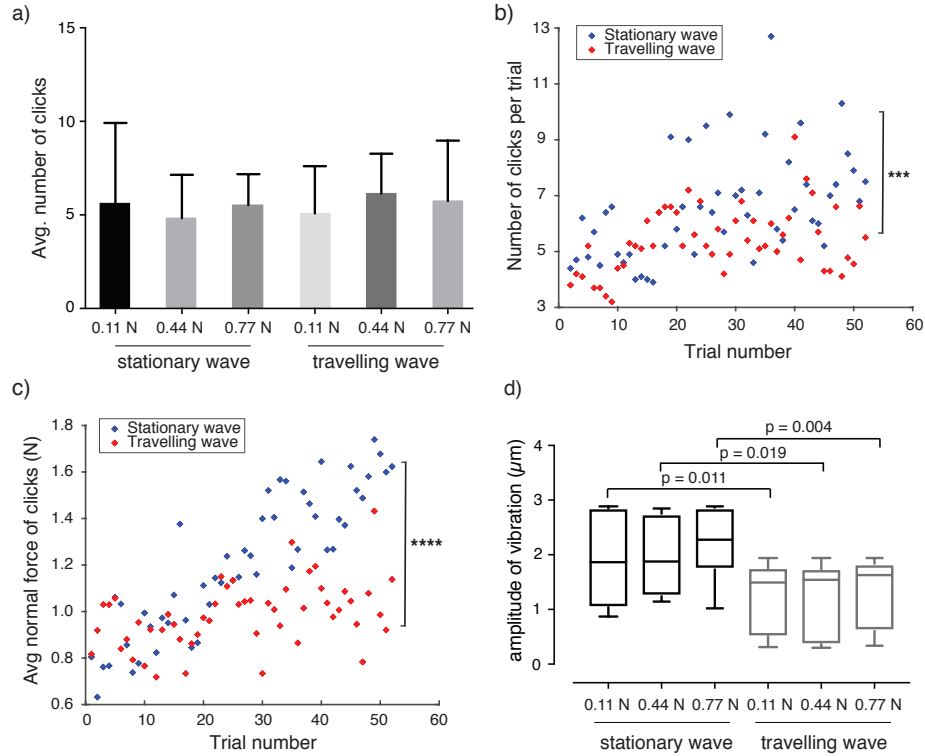 a)
15
10
5
0
Avg. number of clicks
0.11 N 0.44 N 0.77 N 0.11 N 0.44 N 0.77 N
stationary wave travelling wave
b)
Stationary wave
Travelling wave
13
11
9
7
5
3
Number of clicks per trial
***
0 10 20 30 40 50 60
Trial number
c)
Stationary wave
Travelling wave
1.8
1.6
1.4
1.2
1.0
0.8
0.6
Avg normal force of clicks (N)
****
0 10 20 30 40 50 60
Trial number
d)
p = 0.004
p = 0.019
p = 0.011
4
3
2
1
0
amplitude of vibration (µm)
0.11 N 0.44 N 0.77 N 0.11 N 0.44 N 0.77 N
stationary wave travelling wave